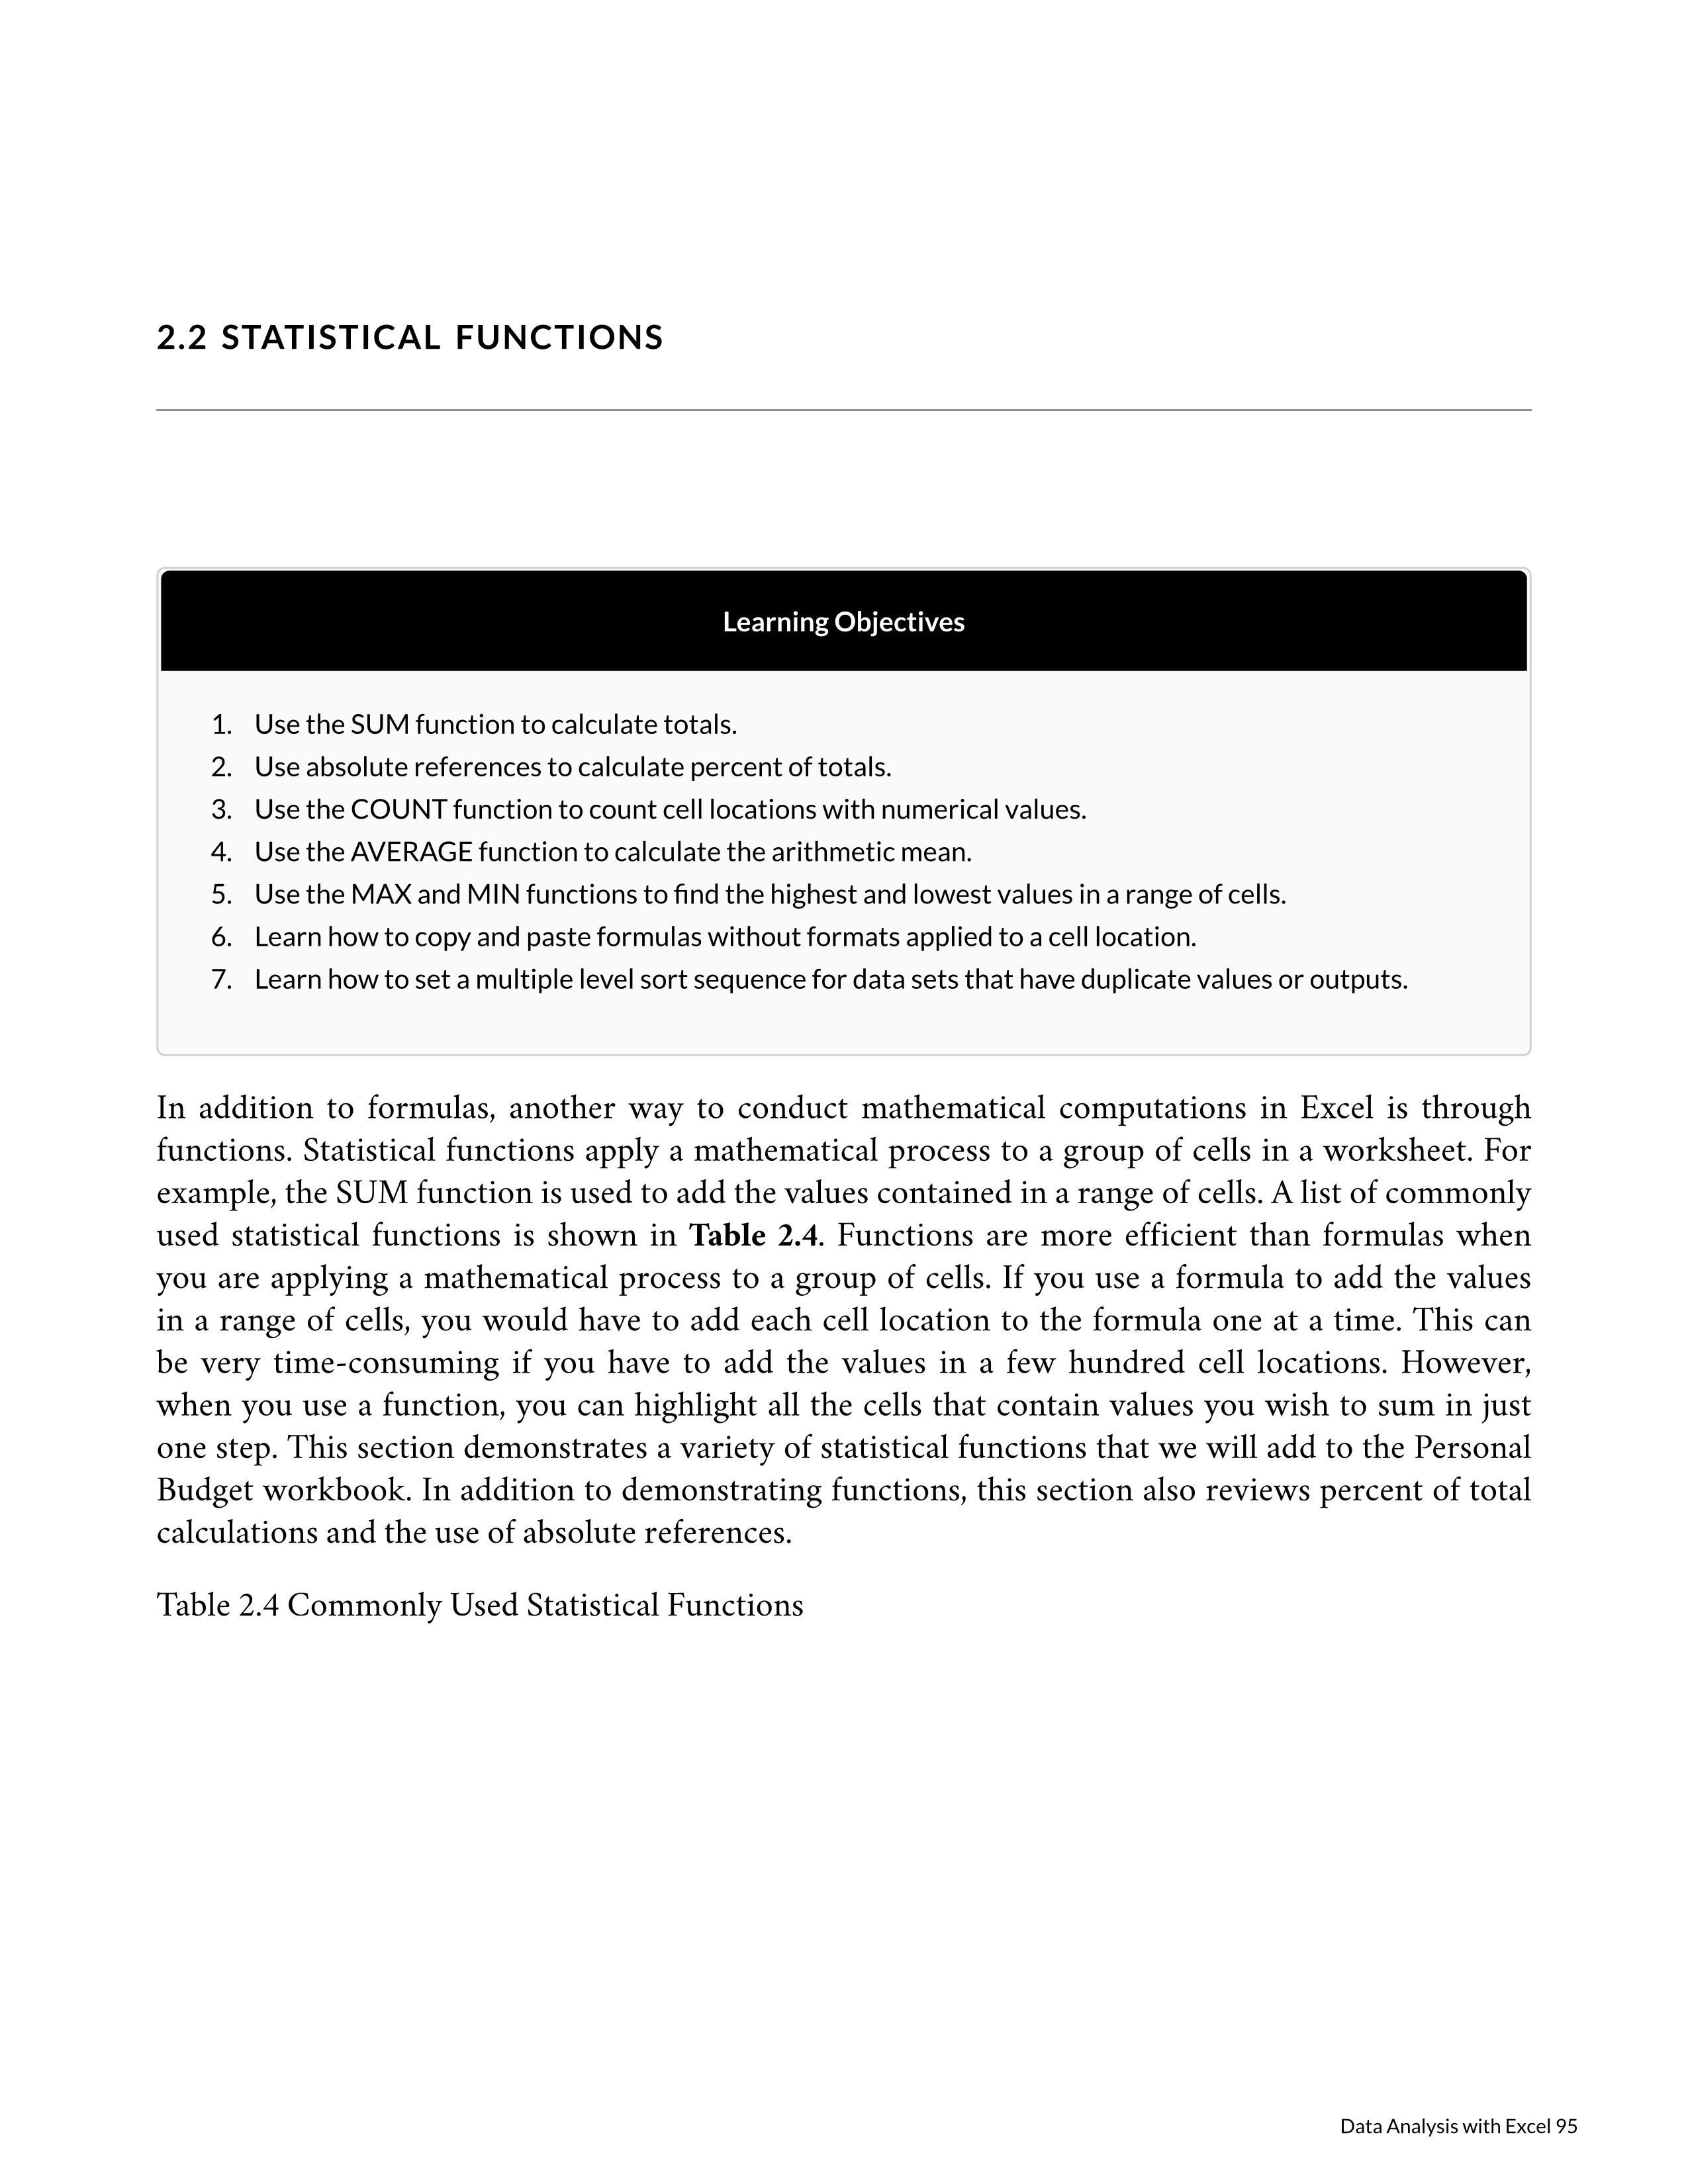 2.2 STATISTICAL FUNCTIONS
Learning Objectives
1. Use the SUM function to calculate totals.
2. Use absolute references to calculate percent of totals.
3. Use the COUNT function to count cell locations with numerical values.
4. Use the AVERAGE function to calculate the arithmetic mean.
5. Use the MAX and MIN functions to find the highest and lowest values in a range of cells.
6. Learn how to copy and paste formulas without formats applied to a cell location.
7. Learn how to set a multiple level sort sequence for data sets that have duplicate values or outputs.
In addition to formulas, another way to conduct mathematical computations in Excel is through
functions. Statistical functions apply a mathematical process to a group of cells in a worksheet. For
example, the SUM function is used to add the values contained in a range of cells. A list of commonly
used statistical functions is shown in Table 2.4. Functions are more efficient than formulas when
you are applying a mathematical process to a group of cells. If you use a formula to add the values
in a range of cells, you would have to add each cell location to the formula one at a time. This can
be very time-consuming if you have to add the values in a few hundred cell locations. However,
when you use a function, you can highlight all the cells that contain values you wish to sum in just
one step. This section demonstrates a variety of statistical functions that we will add to the Personal
Budget workbook. In addition to demonstrating functions, this section also reviews percent of total
calculations and the use of absolute references.
Table 2.4 Commonly Used Statistical Functions
Data Analysis with Excel 95